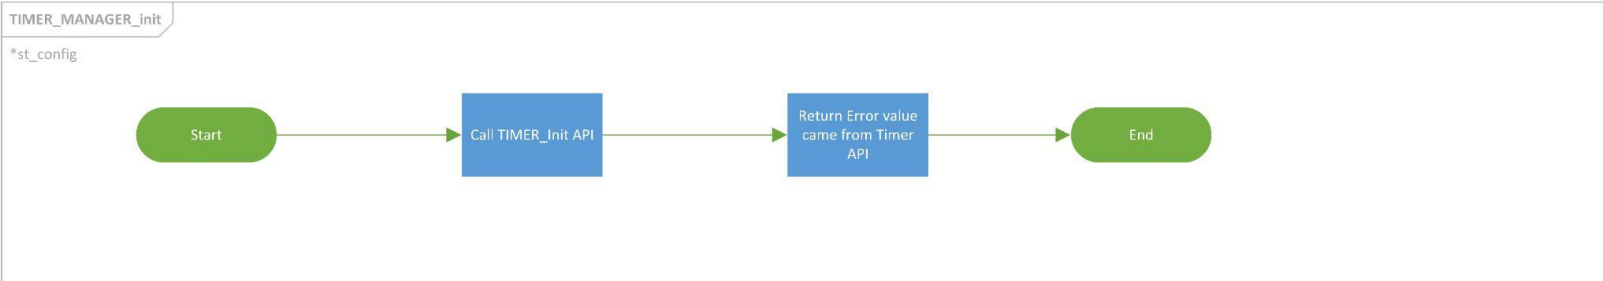 TIMER_MANAGER_init
*st_config
Start
Call TIMER_Init API
Return Error value
came from Timer
API
End